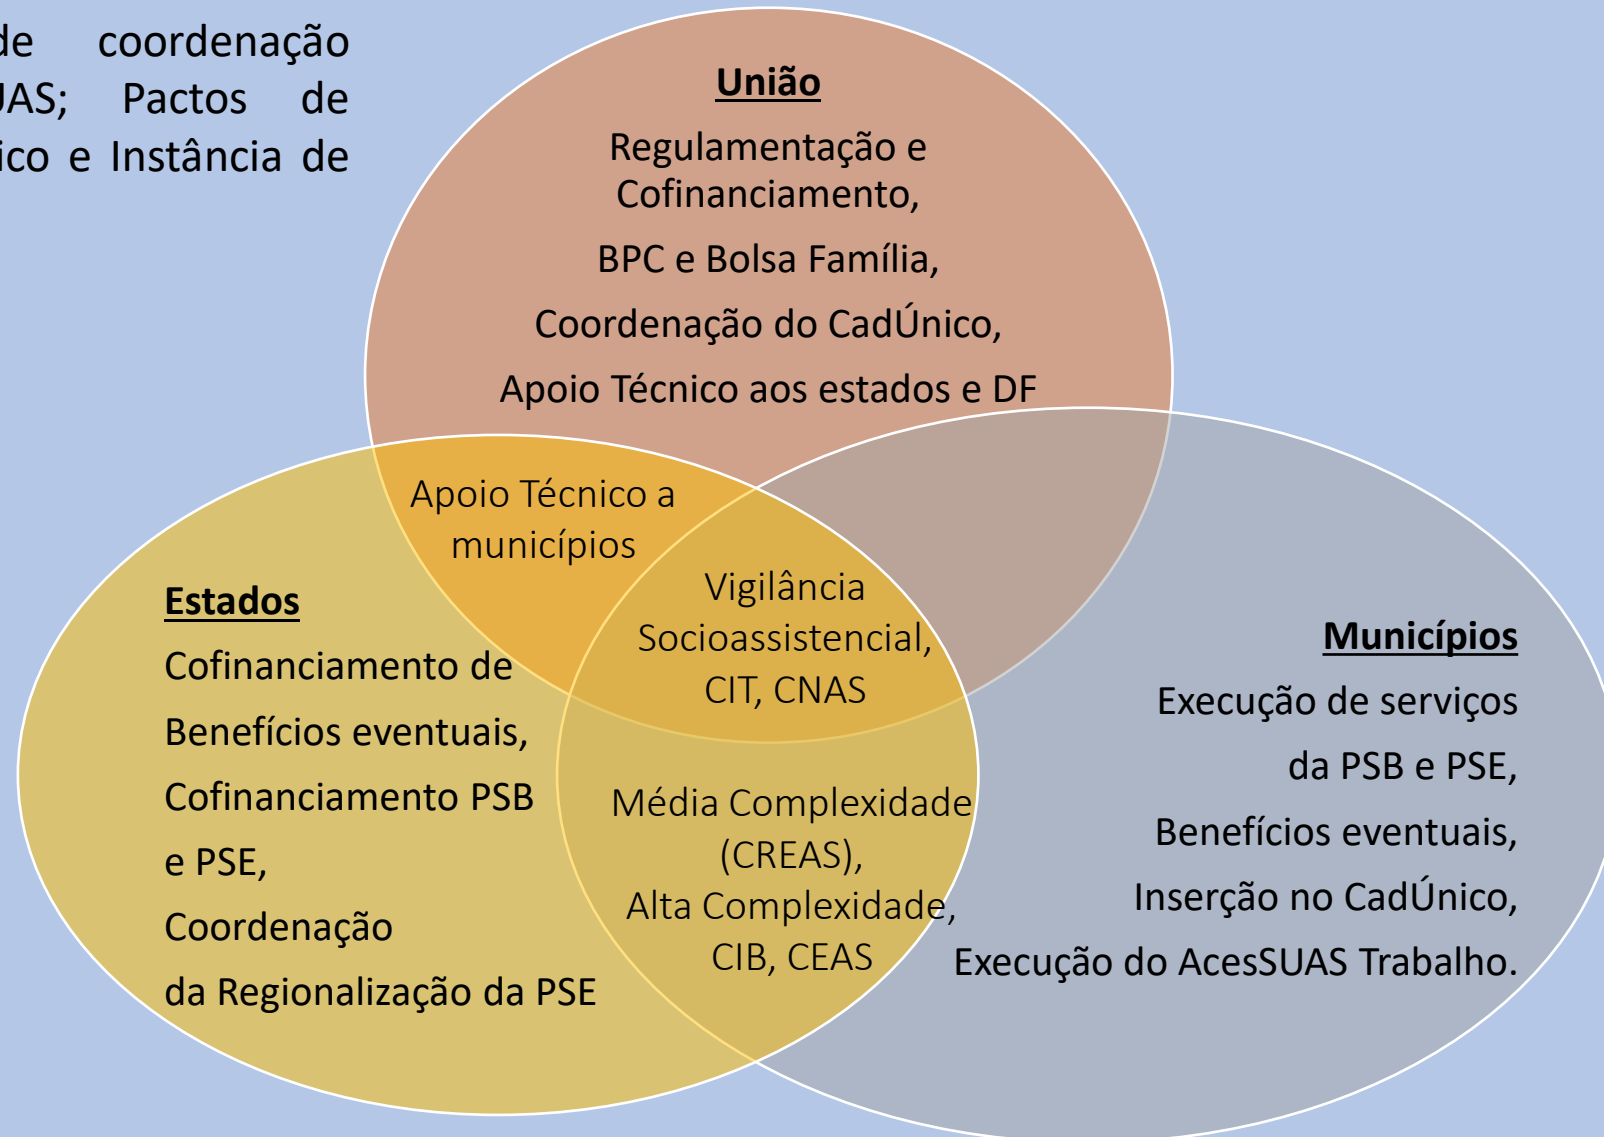 de coordenação
Pactos de
e Instância de
União
Regulamentação e
Cofinanciamento,
BPC e Bolsa Família,
Coordenação do CadÚnico,
Apoio Técnico aos estados e DF
Apoio Técnico a
municípios
Vigilância
Socioassistencial,
CIT, CNAS
Estados
Cofinanciamento de
Benefícios eventuais,
Cofinanciamento PSB
e PSE,
Coordenação
da Regionalização da PSE
Média Complexidade
(CREAS),
Alta Complexidade,
CIB, CEAS
Municípios
Execução de serviços
da PSB e PSE,
Benefícios eventuais,
Inserção no CadÚnico,
Execução do AcesSUAS Trabalho.